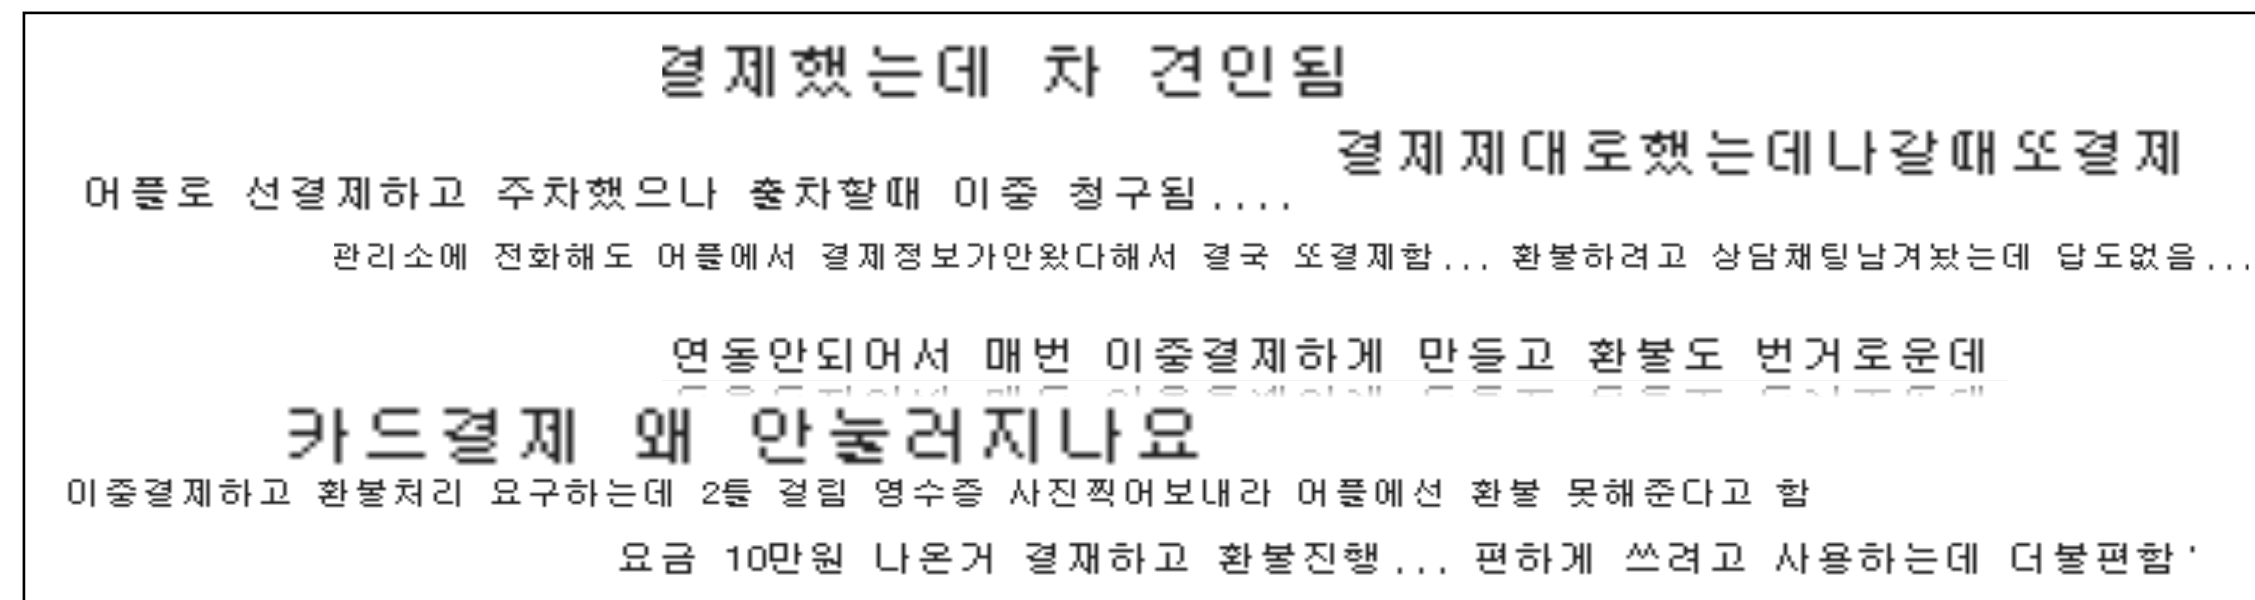 결제했는데 차 견인됨
결제제대로했는데나갈때또결제
어플로 선결제하고 주차했으나 출차할때 이중 청구됨....
관리소에 전화해도 어플에서 결제정보가안왔다해서 결국 또결제함... 환불하려고 상담채팅남겨놨는데 답도없음...
연동안되어서 매번 이중결제하게 만들고 환불도 번거로운데
카드결제 왜 안눌러지나요
이중결제하고 환불처리 요구하는데 2틀 걸림 영수증 사진찍어보내라 어플에선 환불 못해준다고 함
요금 10만원 나온거 결재하고 환불진행... 편하게 쓰려고 사용하는데 더불편함